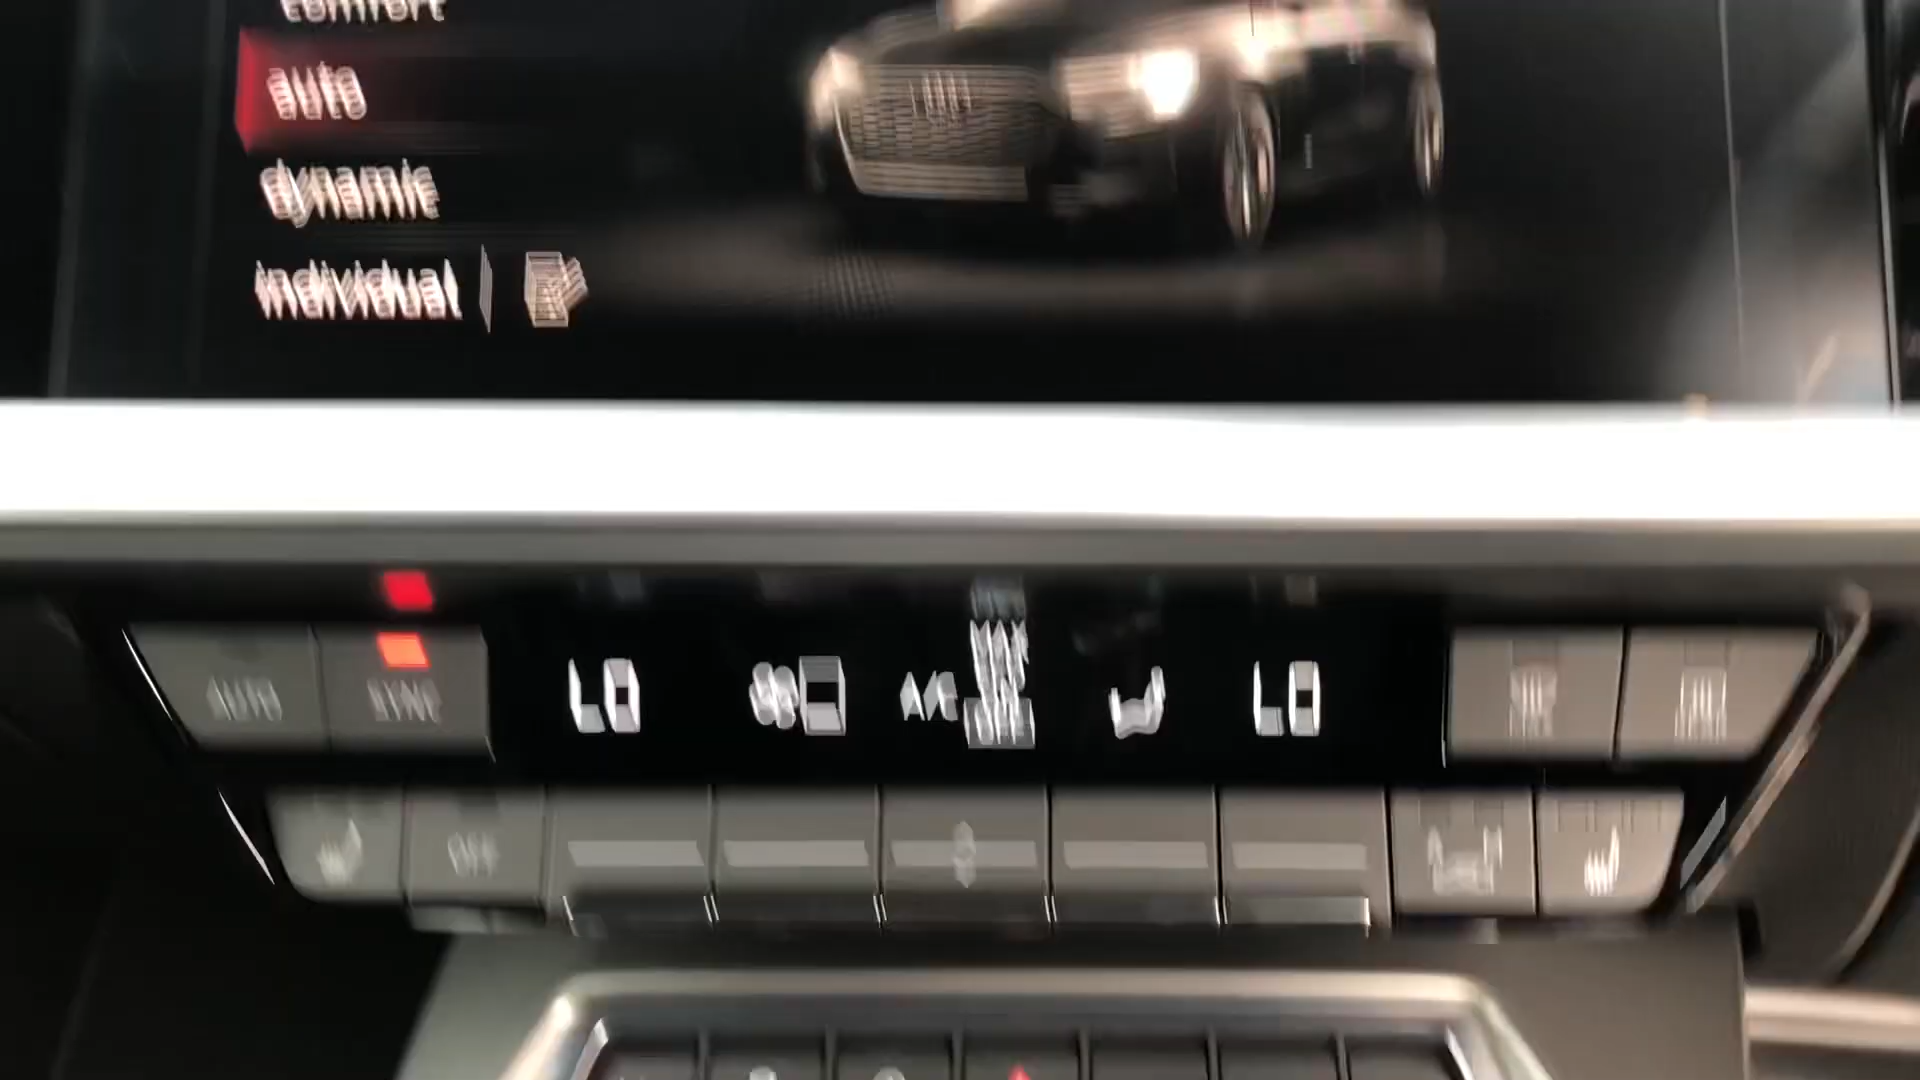 comfort
auto
dynamic
individual
AUTO SYNC LO A/C LO
OFF